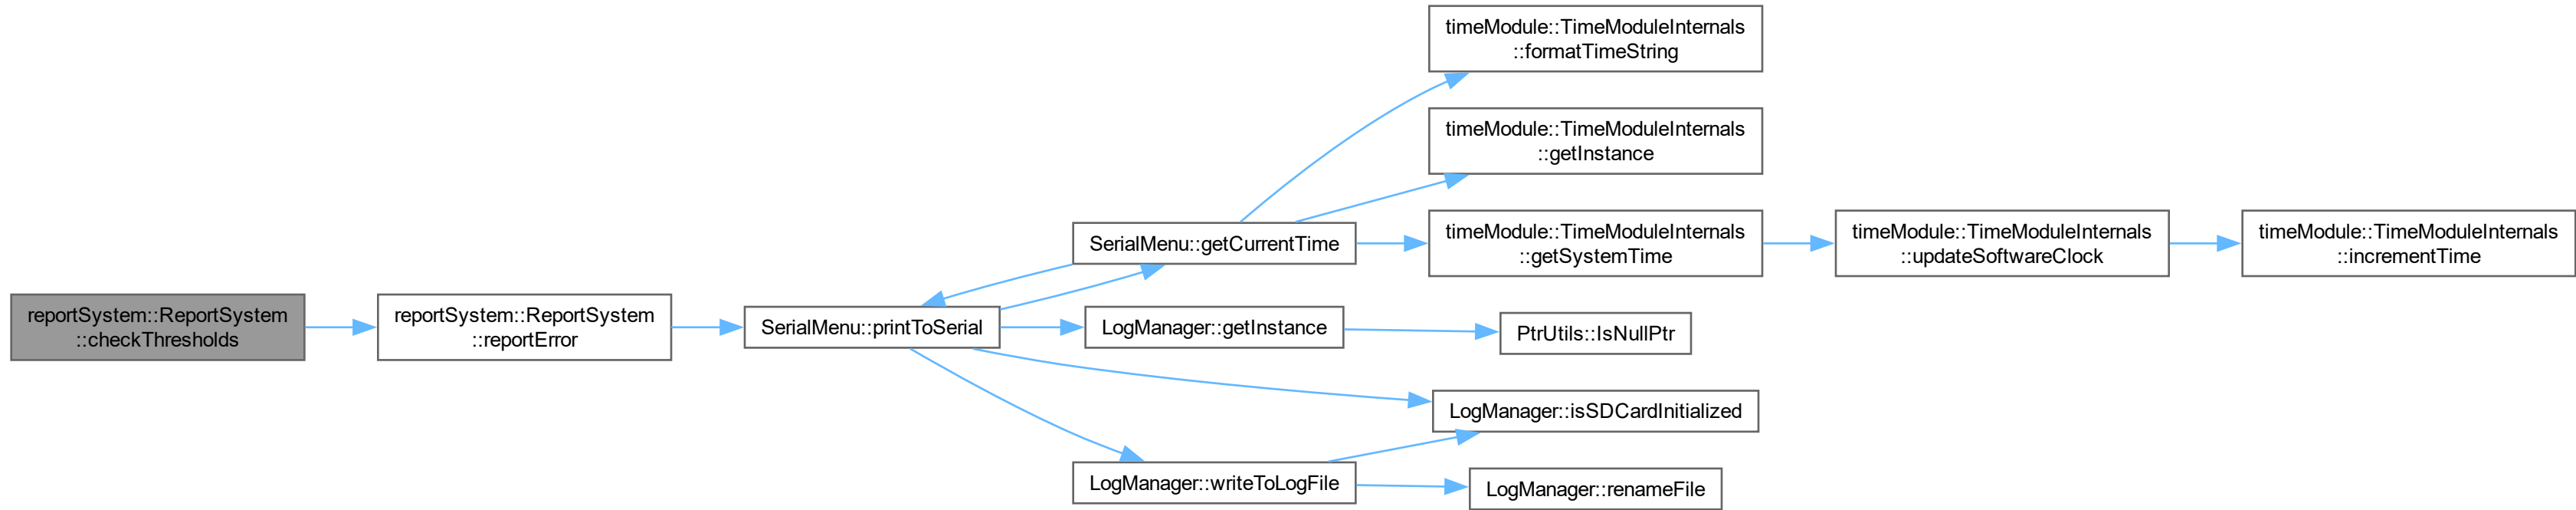 reportSystem::ReportSystem
::checkThresholds
reportSystem::ReportSystem
::reportError
SerialMenu::printToSerial
SerialMenu::getCurrentTime
timeModule::TimeModuleInternals
::formatTimeString
timeModule::TimeModuleInternals
::getInstance
timeModule::TimeModuleInternals
::getSystemTime
timeModule::TimeModuleInternals
::updateSoftwareClock
timeModule::TimeModuleInternals
::incrementTime
LogManager::getInstance
PtrUtils::IsNullPtr
LogManager::isSDCardInitialized
LogManager::writeToLogFile
LogManager::renameFile